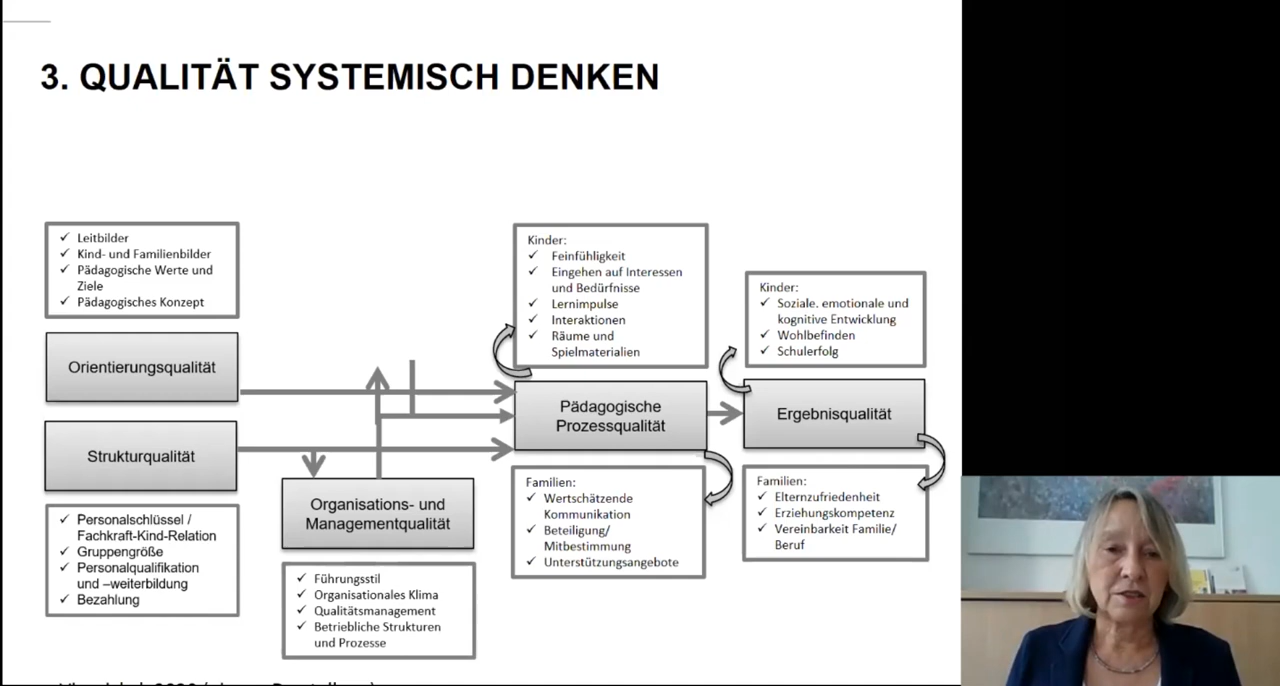 3. QUALITÄT SYSTEMISCH DENKEN
✓ Leitbilder
✓ Kind- und Familienbilder
✓ Pädagogische Werte und
Ziele
✓ Pädagogisches Konzept
Orientierungsqualität
Strukturqualität
✓ Personalschlüssel /
Fachkraft-Kind-Relation
✓ Gruppengröße
✓ Personalqualifikation
und –weiterbildung
✓ Bezahlung
Organisations- und
Managementqualität
✓ Führungsstil
✓ Organisationales Klima
✓ Qualitätsmanagement
✓ Betriebliche Strukturen
und Prozesse
Kinder:
✓ Feinfühligkeit
✓ Eingehen auf Interessen
und Bedürfnisse
✓ Lernimpulse
✓ Interaktionen
✓ Räume und
Spielmaterialien
Pädagogische
Prozessqualität
Familien:
✓ Wertschätzende
Kommunikation
✓ Beteiligung/
Mitbestimmung
✓ Unterstützungsangebote
Kinder:
✓ Soziale. emotionale und
kognitive Entwicklung
✓ Wohlbefinden
✓ Schulerfolg
Ergebnisqualität
Familien:
✓ Elternzufriedenheit
✓ Erziehungskompetenz
✓ Vereinbarkeit Familie/
Beruf